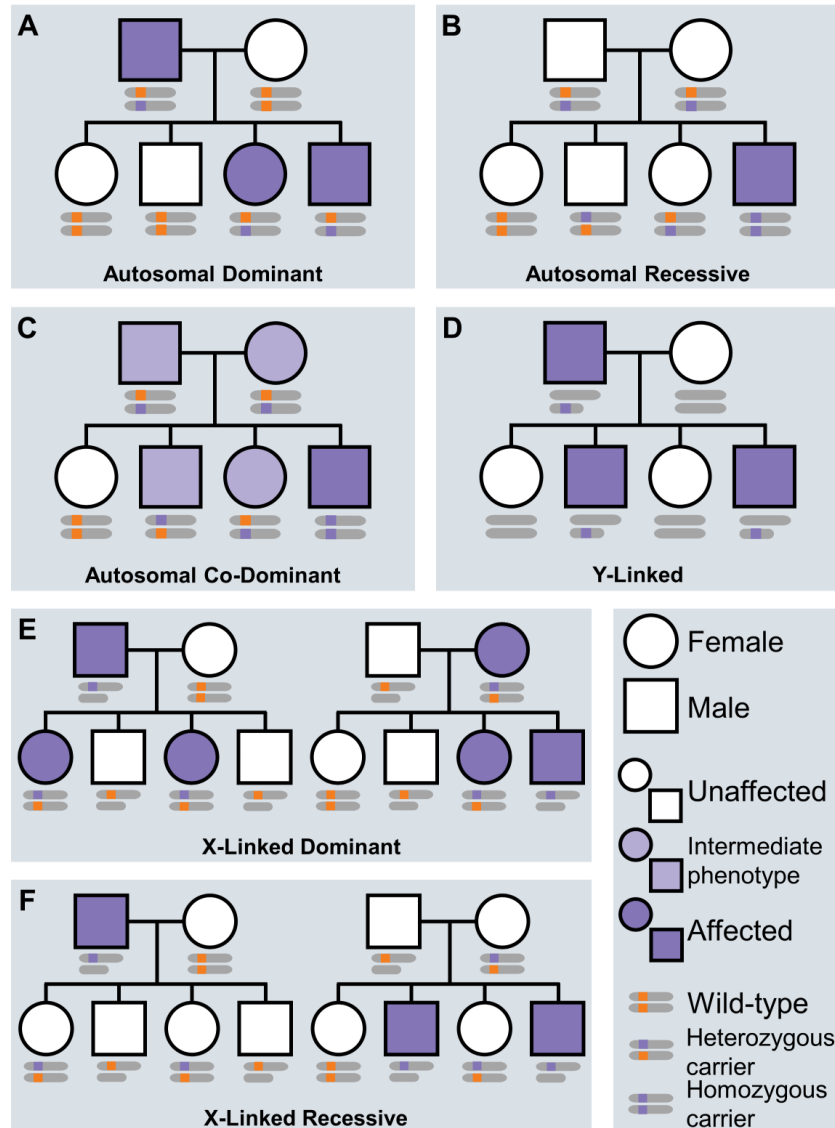 A
Autosomal Dominant
B
Autosomal Recessive
C
Autosomal Co-Dominant
D
Y-Linked
E
X-Linked Dominant
F
X-Linked Recessive
Female
Male
Unaffected
Intermediate
phenotype
Affected
Wild-type
Heterozygous
carrier
Homozygous
carrier